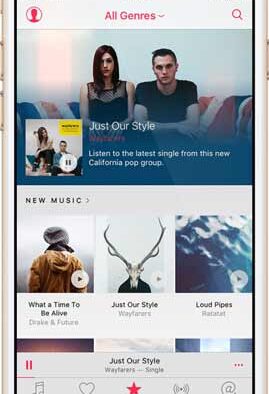 All Genres
Just Our Style
Wayfarers
Listen to the latest single from this new
California pop group.
NEW MUSIC >
What a Time To
Be Alive
Drake & Future
Just Our Style
Wayfarers
Loud Pipes
Ratatat
Just Our Style
Wayfarers — Single